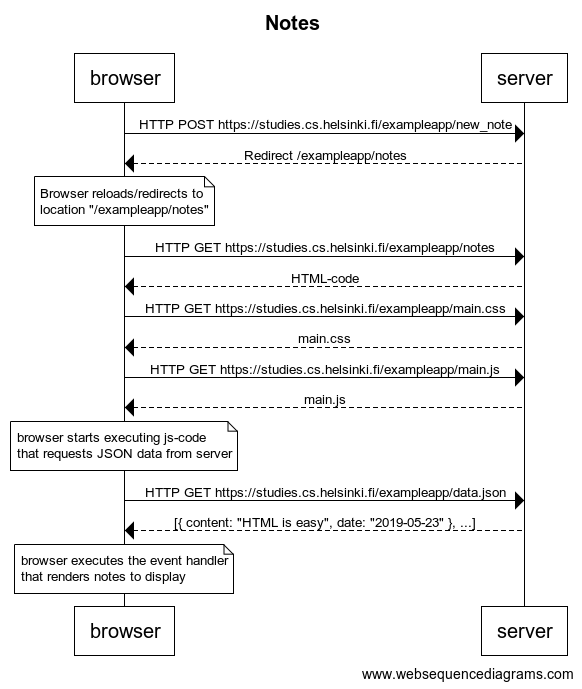 Notes
browser
server
HTTP POST https://studies.cs.helsinki.fi/exampleapp/new_note
Redirect /exampleapp/notes
Browser reloads/redirects to
location "/exampleapp/notes"
HTTP GET https://studies.cs.helsinki.fi/exampleapp/notes
HTML-code
HTTP GET https://studies.cs.helsinki.fi/exampleapp/main.css
main.css
HTTP GET https://studies.cs.helsinki.fi/exampleapp/main.js
main.js
browser starts executing js-code
that requests JSON data from server
HTTP GET https://studies.cs.helsinki.fi/exampleapp/data.json
[{ content: "HTML is easy", date: "2019-05-23" }, ...]
browser executes the event handler
that renders notes to display
browser
server
www.websequencediagrams.com